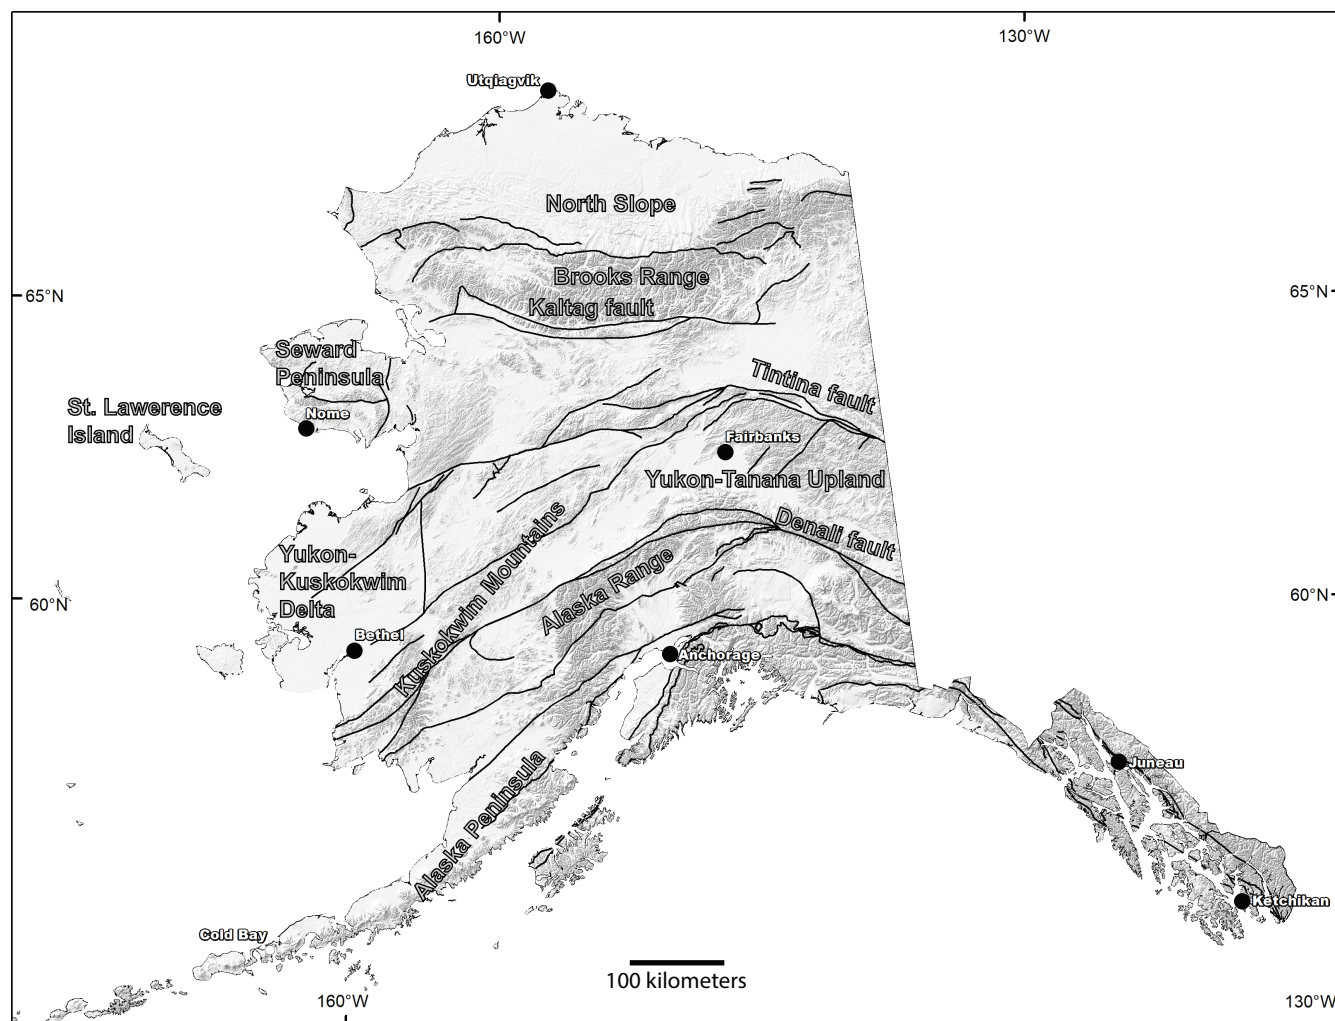 160°W
130°W
Utqiagvik
North Slope
Brooks Range
65°N
65°N
Kaltag fault
Seward
Peninsula
Tintina fault
St. Lawerence
Island
Nome
Fairbanks
Yukon-Tanana Upland
Denali fault
Kuskokwim Mountains
Yukon-
Kuskokwim
Delta
Alaska Range
60°N
60°N
Bethel
Anchorage
Juneau
Alaska Peninsula
Ketchikan
Cold Bay
100 kilometers
160°W
130°W